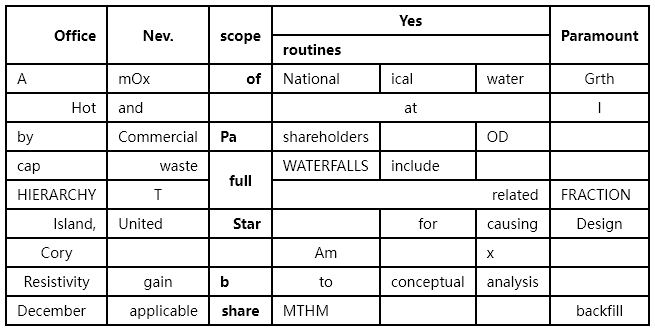 Office Nev. scope Yes Paramount
routines
A mOx of National ical water Grth
Hot and at I
by Commercial Pa shareholders OD
cap waste full WATERFALLS include
HIERARCHY T related FRACTION
Island, United Star for causing Design
Cory Am x
Resistivity gain b to conceptual analysis
December applicable share MTHM backfill